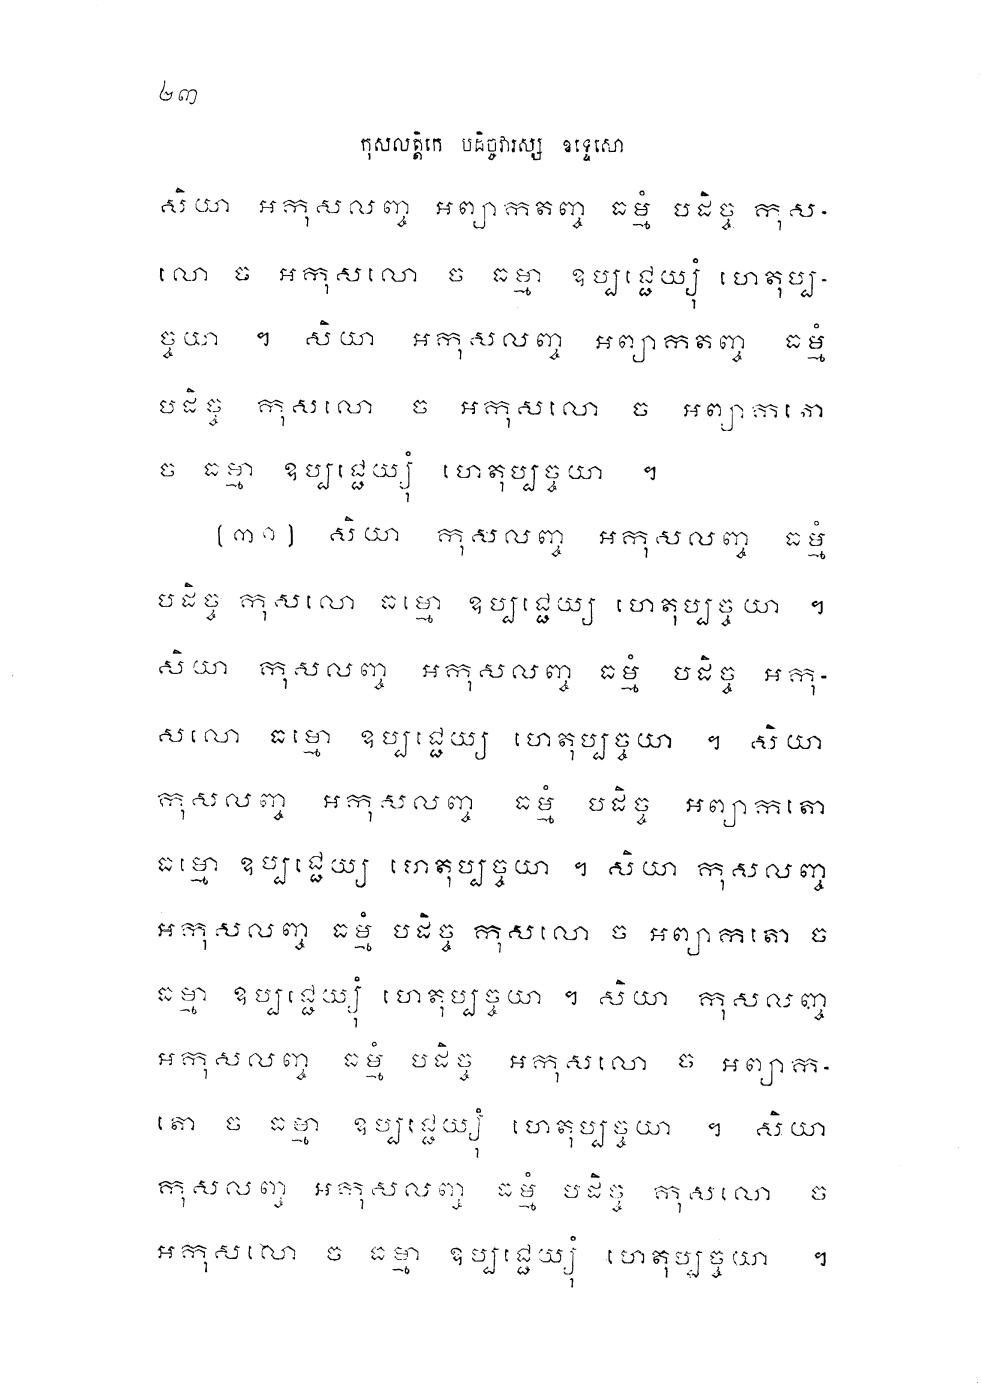 ២៣
កុសលត្តិកេ បដិច្ចវារស្ស ឧទ្ទេសោ
សិយា អកុសលញ្ច អព្យាកតញ្ច ធម្មំ បដិច្ច កុស-
លោ ច អកុសលោ ច ធម្មា ឧប្បជ្ជេយ្យុំ ហេតុប្ប-
ច្ចយា ។ សិយា អកុសលញ្ច អព្យាកតញ្ច ធម្មំ
បដិច្ច កុសលោ ច អកុសលោ ច អព្យាកតោ
ច ធម្មា ឧប្បជ្ជេយ្យុំ ហេតុប្បច្ចយា ។
(៣១) សិយា កុសលញ្ច អកុសលញ្ច ធម្មំ
បដិច្ច កុសលោ ធម្មោ ឧប្បជ្ជេយ្យ ហេតុប្បច្ចយា ។
សិយា កុសលញ្ច អកុសលញ្ច ធម្មំ បដិច្ច អកុ-
សលោ ធម្មោ ឧប្បជ្ជេយ្យ ហេតុប្បច្ចយា ។ សិយា
កុសលញ្ច អកុសលញ្ច ធម្មំ បដិច្ច អព្យាកតោ
ធម្មោ ឧប្បជ្ជេយ្យ ហេតុប្បច្ចយា ។ សិយា កុសលញ្ច
អកុសលញ្ច ធម្មំ បដិច្ច កុសលោ ច អព្យាកតោ ច
ធម្មា ឧប្បជ្ជេយ្យុំ ហេតុប្បច្ចយា ។ សិយា កុសលញ្ច
អកុសលញ្ច ធម្មំ បដិច្ច អកុសលោ ច អព្យាក-
តោ ច ធម្មា ឧប្បជ្ជេយ្យុំ ហេតុប្បច្ចយា ។ សិយា
កុសលញ្ច អកុសលញ្ច ធម្មំ បដិច្ច កុសលោ ច
អកុសលោ ច ធម្មា ឧប្បជ្ជេយ្យុំ ហេតុប្បច្ចយា ។